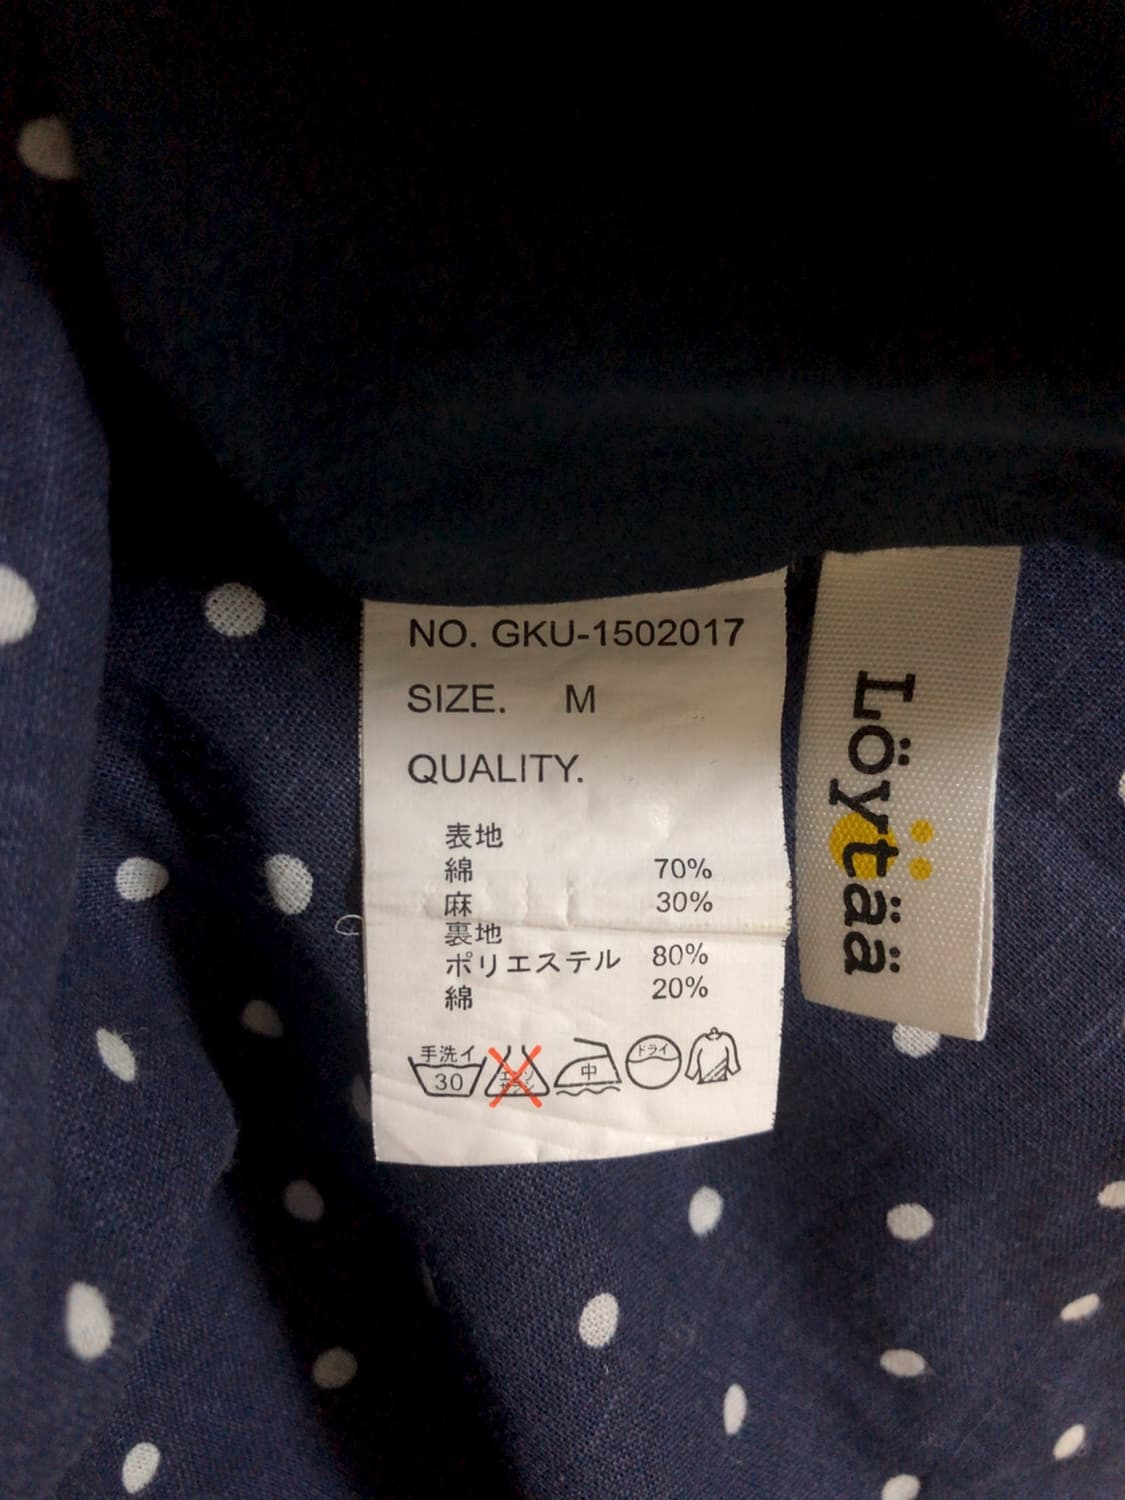 NO. GKU-1502017
SIZE. M
QUALITY.
表地
綿 70%
麻 30%
裏地
ポリエステル 80%
綿 20%
手洗イ
30
中
ドライ
Löytää